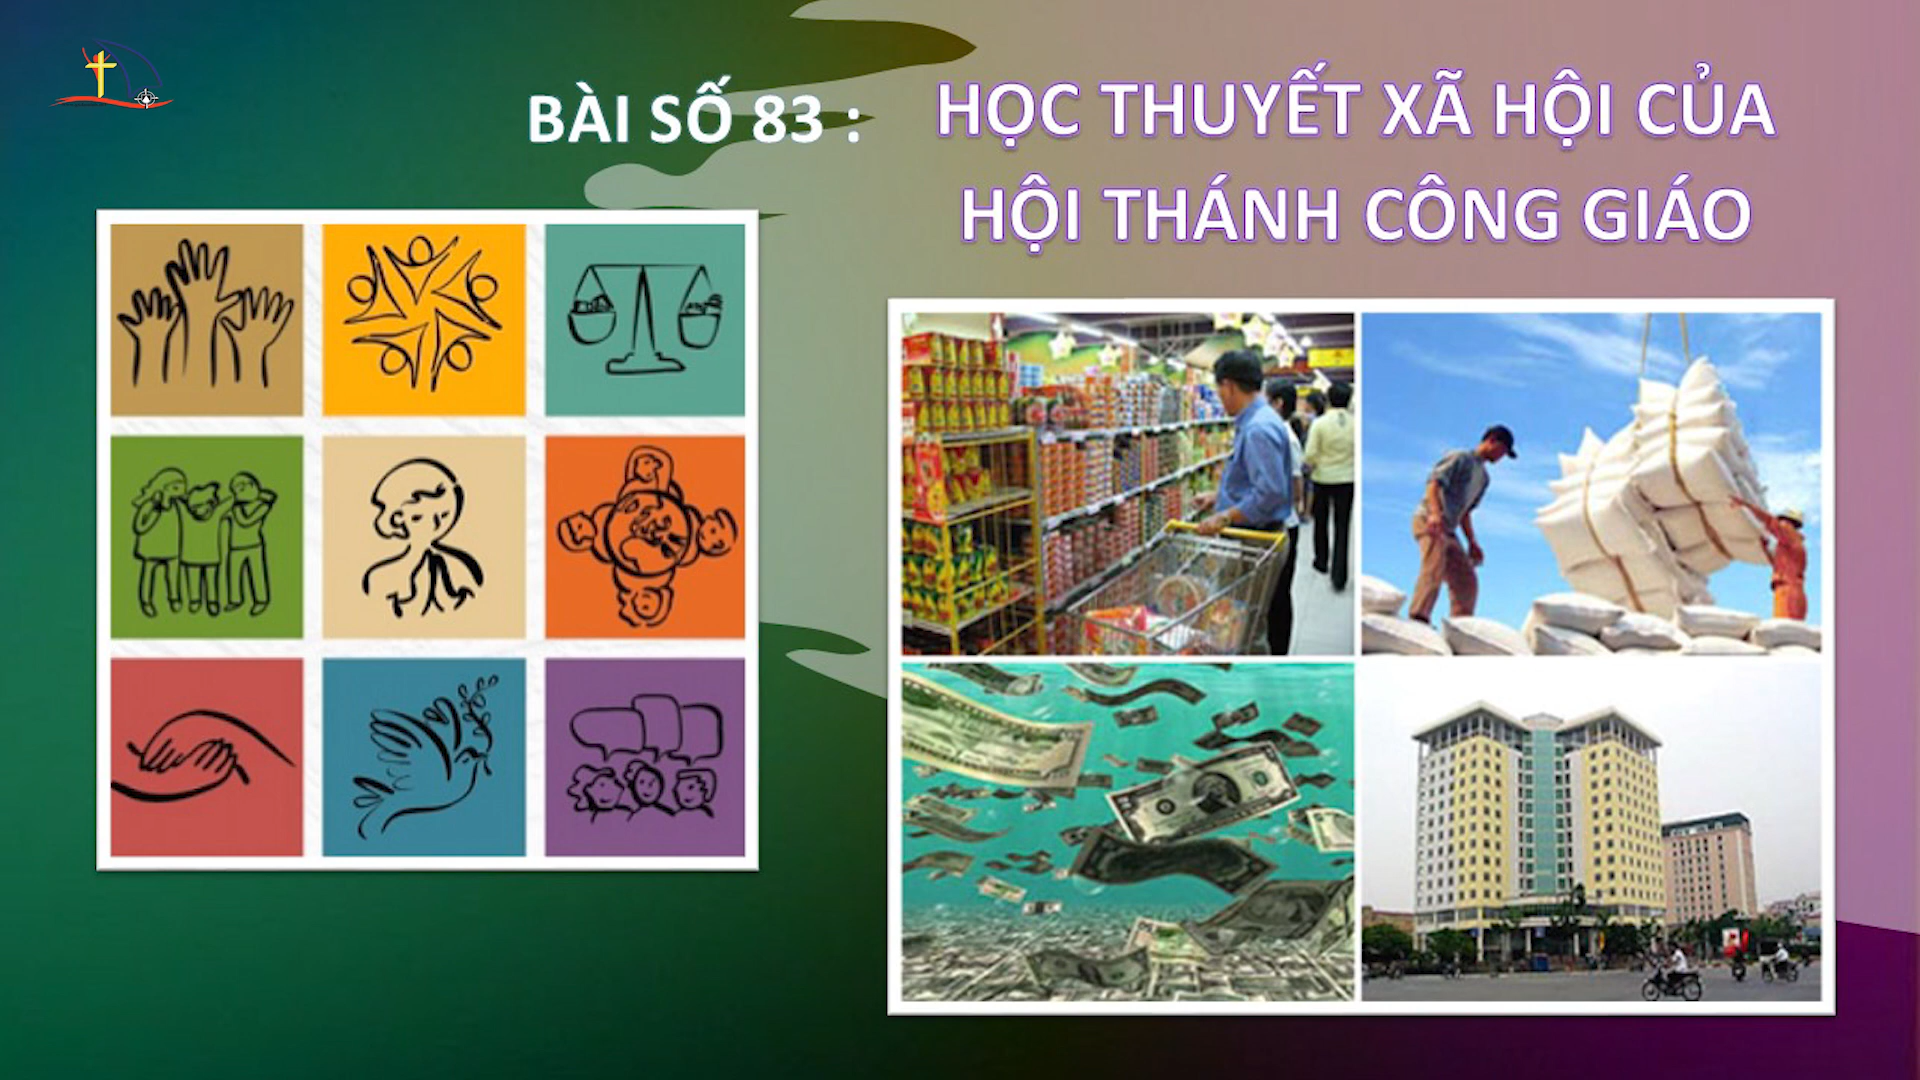 BÀI SỐ 83 :
HỌC THUYẾT XÃ HỘI CỦA
HỘI THÁNH CÔNG GIÁO